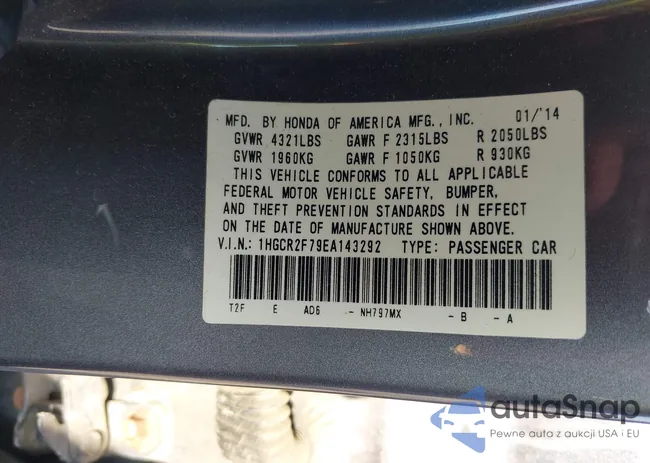 MFD. BY HONDA OF AMERICA MFG., INC. 01/'14
GVWR 4321LBS GAWR F 2315LBS R 2050LBS
GVWR 1960KG GAWR F 1050KG R 930KG
THIS VEHICLE CONFORMS TO ALL APPLICABLE
FEDERAL MOTOR VEHICLE SAFETY, BUMPER,
AND THEFT PREVENTION STANDARDS IN EFFECT
ON THE DATE OF MANUFACTURE SHOWN ABOVE.
V.I.N.: 1HGCR2F79EA143292 TYPE: PASSENGER CAR
T2F E AD6 - NH797MX - B - A
autaSnap
Pewne auta z aukcji USA i EU